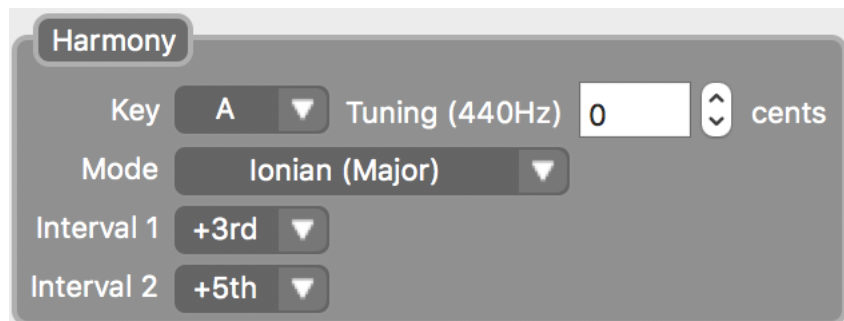 Harmony
Key A Tuning (440Hz) 0 cents
Mode Ionian (Major)
Interval 1 +3rd
Interval 2 +5th